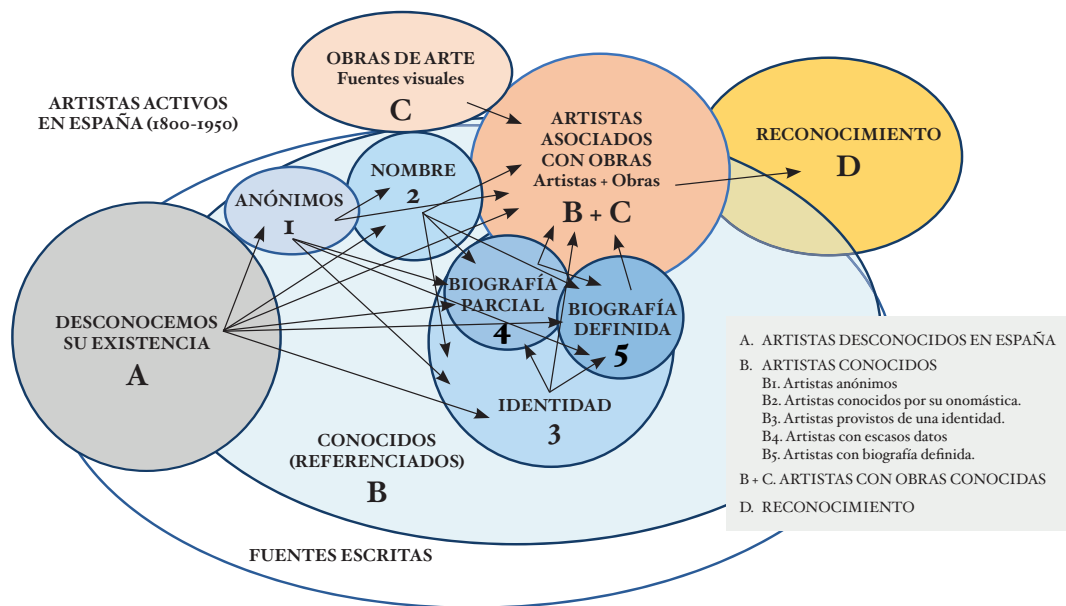 OBRAS DE ARTE
Fuentes visuales
C
ARTISTAS ACTIVOS
EN ESPAÑA (1800-1950)
ARTISTAS
ASOCIADOS
CON OBRAS
Artistas + Obras
B + C
RECONOCIMIENTO
D
NOMBRE
2
ANÓNIMOS
1
DESCONOCEMOS
SU EXISTENCIA
A
BIOGRAFÍA
PARCIAL
4
BIOGRAFÍA
DEFINIDA
5
IDENTIDAD
3
CONOCIDOS
(REFERENCIADOS)
B
FUENTES ESCRITAS
A. ARTISTAS DESCONOCIDOS EN ESPAÑA
B. ARTISTAS CONOCIDOS
B1. Artistas anónimos
B2. Artistas conocidos por su onomástica.
B3. Artistas provistos de una identidad.
B4. Artistas con escasos datos
B5. Artistas con biografía definida.
B + C. ARTISTAS CON OBRAS CONOCIDAS
D. RECONOCIMIENTO